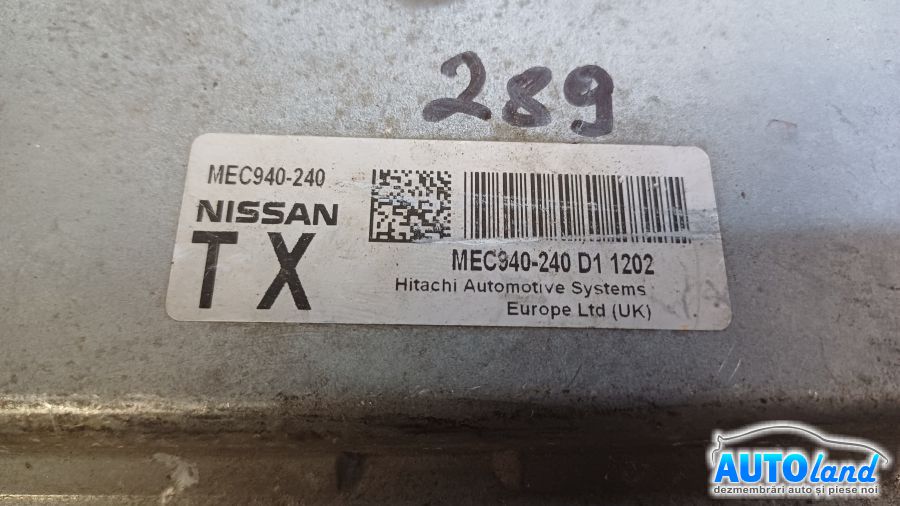 289
MEC940-240
NISSAN
TX
MEC940-240 D1 1202
Hitachi Automotive Systems
Europe Ltd (UK)
AUTOland
dezmembrări auto și piese noi